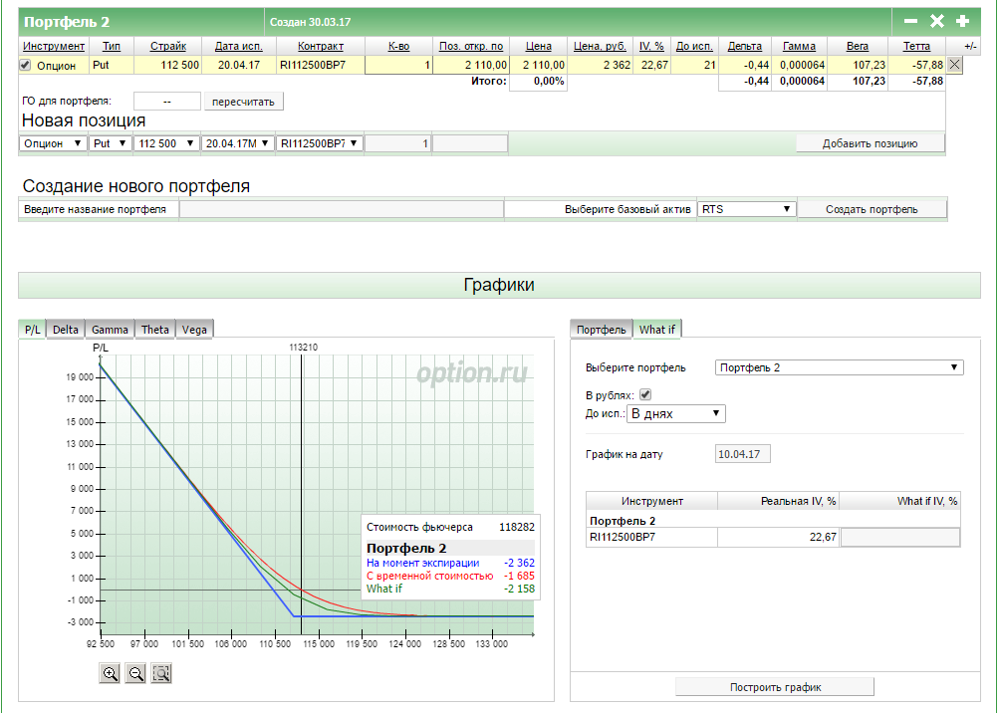 Портфель 2 Создан 30.03.17
Инструмент Тип Страйк Дата исп. Контракт К-во Поз. откр. по Цена Цена, руб. IV, % До исп. Дельта Гамма Вега Тетта +/-
Опцион Put 112 500 20.04.17 RI112500BP7 1 2 110,00 2 110,00 2 362 22,67 21 -0,44 0,000064 107,23 -57,88
Итого: 0,00% -0,44 0,000064 107,23 -57,88
ГО для портфеля: -- пересчитать
Новая позиция
Опцион Put 112 500 20.04.17M RI112500BP7 1 Добавить позицию
Создание нового портфеля
Введите название портфеля Выберите базовый актив RTS Создать портфель
Графики
P/L Delta Gamma Theta Vega Портфель What if
P/L 113210
option.ru
19 000
17 000
15 000
13 000
11 000
9 000
7 000
5 000
3 000
1 000
-1 000
-3 000
92 500 97 000 101 500 106 000 110 500 115 000 119 500 124 000 128 500 133 000
Стоимость фьючерса 118282
Портфель 2
На момент экспирации -2 362
С временной стоимостью -1 685
What if -2 158
Выберите портфель Портфель 2
В рублях:
До исп.: В днях
График на дату 10.04.17
Инструмент Реальная IV, % What if IV, %
Портфель 2
RI112500BP7 22,67
Построить график